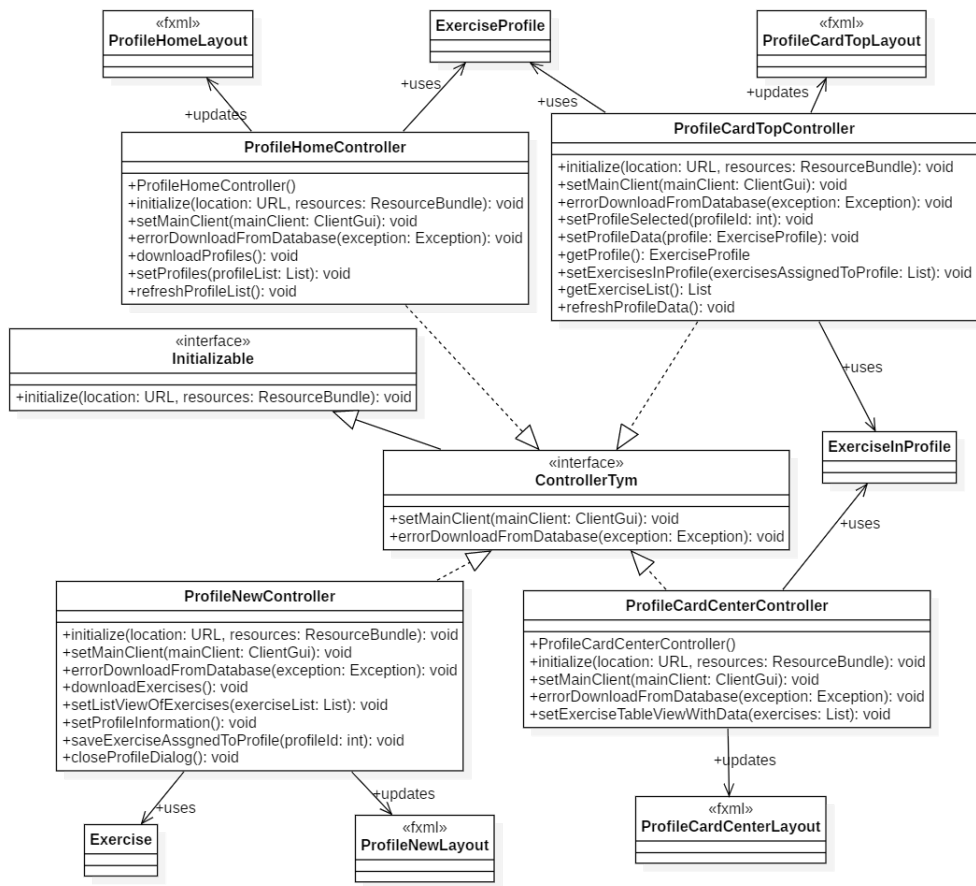 «fxml»
ProfileHomeLayout
ExerciseProfile
«fxml»
ProfileCardTopLayout
+updates
+uses
+uses
+updates
ProfileHomeController
+ProfileHomeController()
+initialize(location: URL, resources: ResourceBundle): void
+setMainClient(mainClient: ClientGui): void
+errorDownloadFromDatabase(exception: Exception): void
+downloadProfiles(): void
+setProfiles(profileList: List): void
+refreshProfileList(): void
ProfileCardTopController
+initialize(location: URL, resources: ResourceBundle): void
+setMainClient(mainClient: ClientGui): void
+errorDownloadFromDatabase(exception: Exception): void
+setProfileSelected(profileId: int): void
+setProfileData(profile: ExerciseProfile): void
+getProfile(): ExerciseProfile
+setExercisesInProfile(exercisesAssignedToProfile: List): void
+getExerciseList(): List
+refreshProfileData(): void
«interface»
Initializable
+initialize(location: URL, resources: ResourceBundle): void
+uses
ExerciseInProfile
«interface»
ControllerTym
+setMainClient(mainClient: ClientGui): void
+errorDownloadFromDatabase(exception: Exception): void
+uses
ProfileNewController
+initialize(location: URL, resources: ResourceBundle): void
+setMainClient(mainClient: ClientGui): void
+errorDownloadFromDatabase(exception: Exception): void
+downloadExercises(): void
+setListViewOfExercises(exerciseList: List): void
+setProfileInformation(): void
+saveExerciseAssgnedToProfile(profileId: int): void
+closeProfileDialog(): void
ProfileCardCenterController
+ProfileCardCenterController()
+initialize(location: URL, resources: ResourceBundle): void
+setMainClient(mainClient: ClientGui): void
+errorDownloadFromDatabase(exception: Exception): void
+setExerciseTableViewWithData(exercises: List): void
+uses
+updates
+updates
Exercise
«fxml»
ProfileNewLayout
«fxml»
ProfileCardCenterLayout